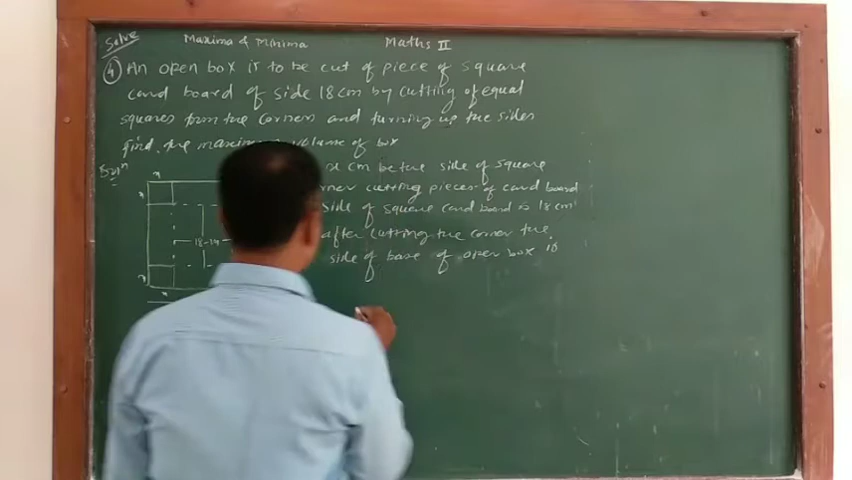 Solve Maxima & Minima Maths II
4 An open box is to be cut of piece of square
card board of side 18 cm by cutting of equal
squares from the corners and turning up the sides
find the maximum volume of box
Solⁿ x cm be the side of square
corner cutting pieces of card board
side of square card board is 18 cm
after cutting the corner the
18-2x side of base of open box is